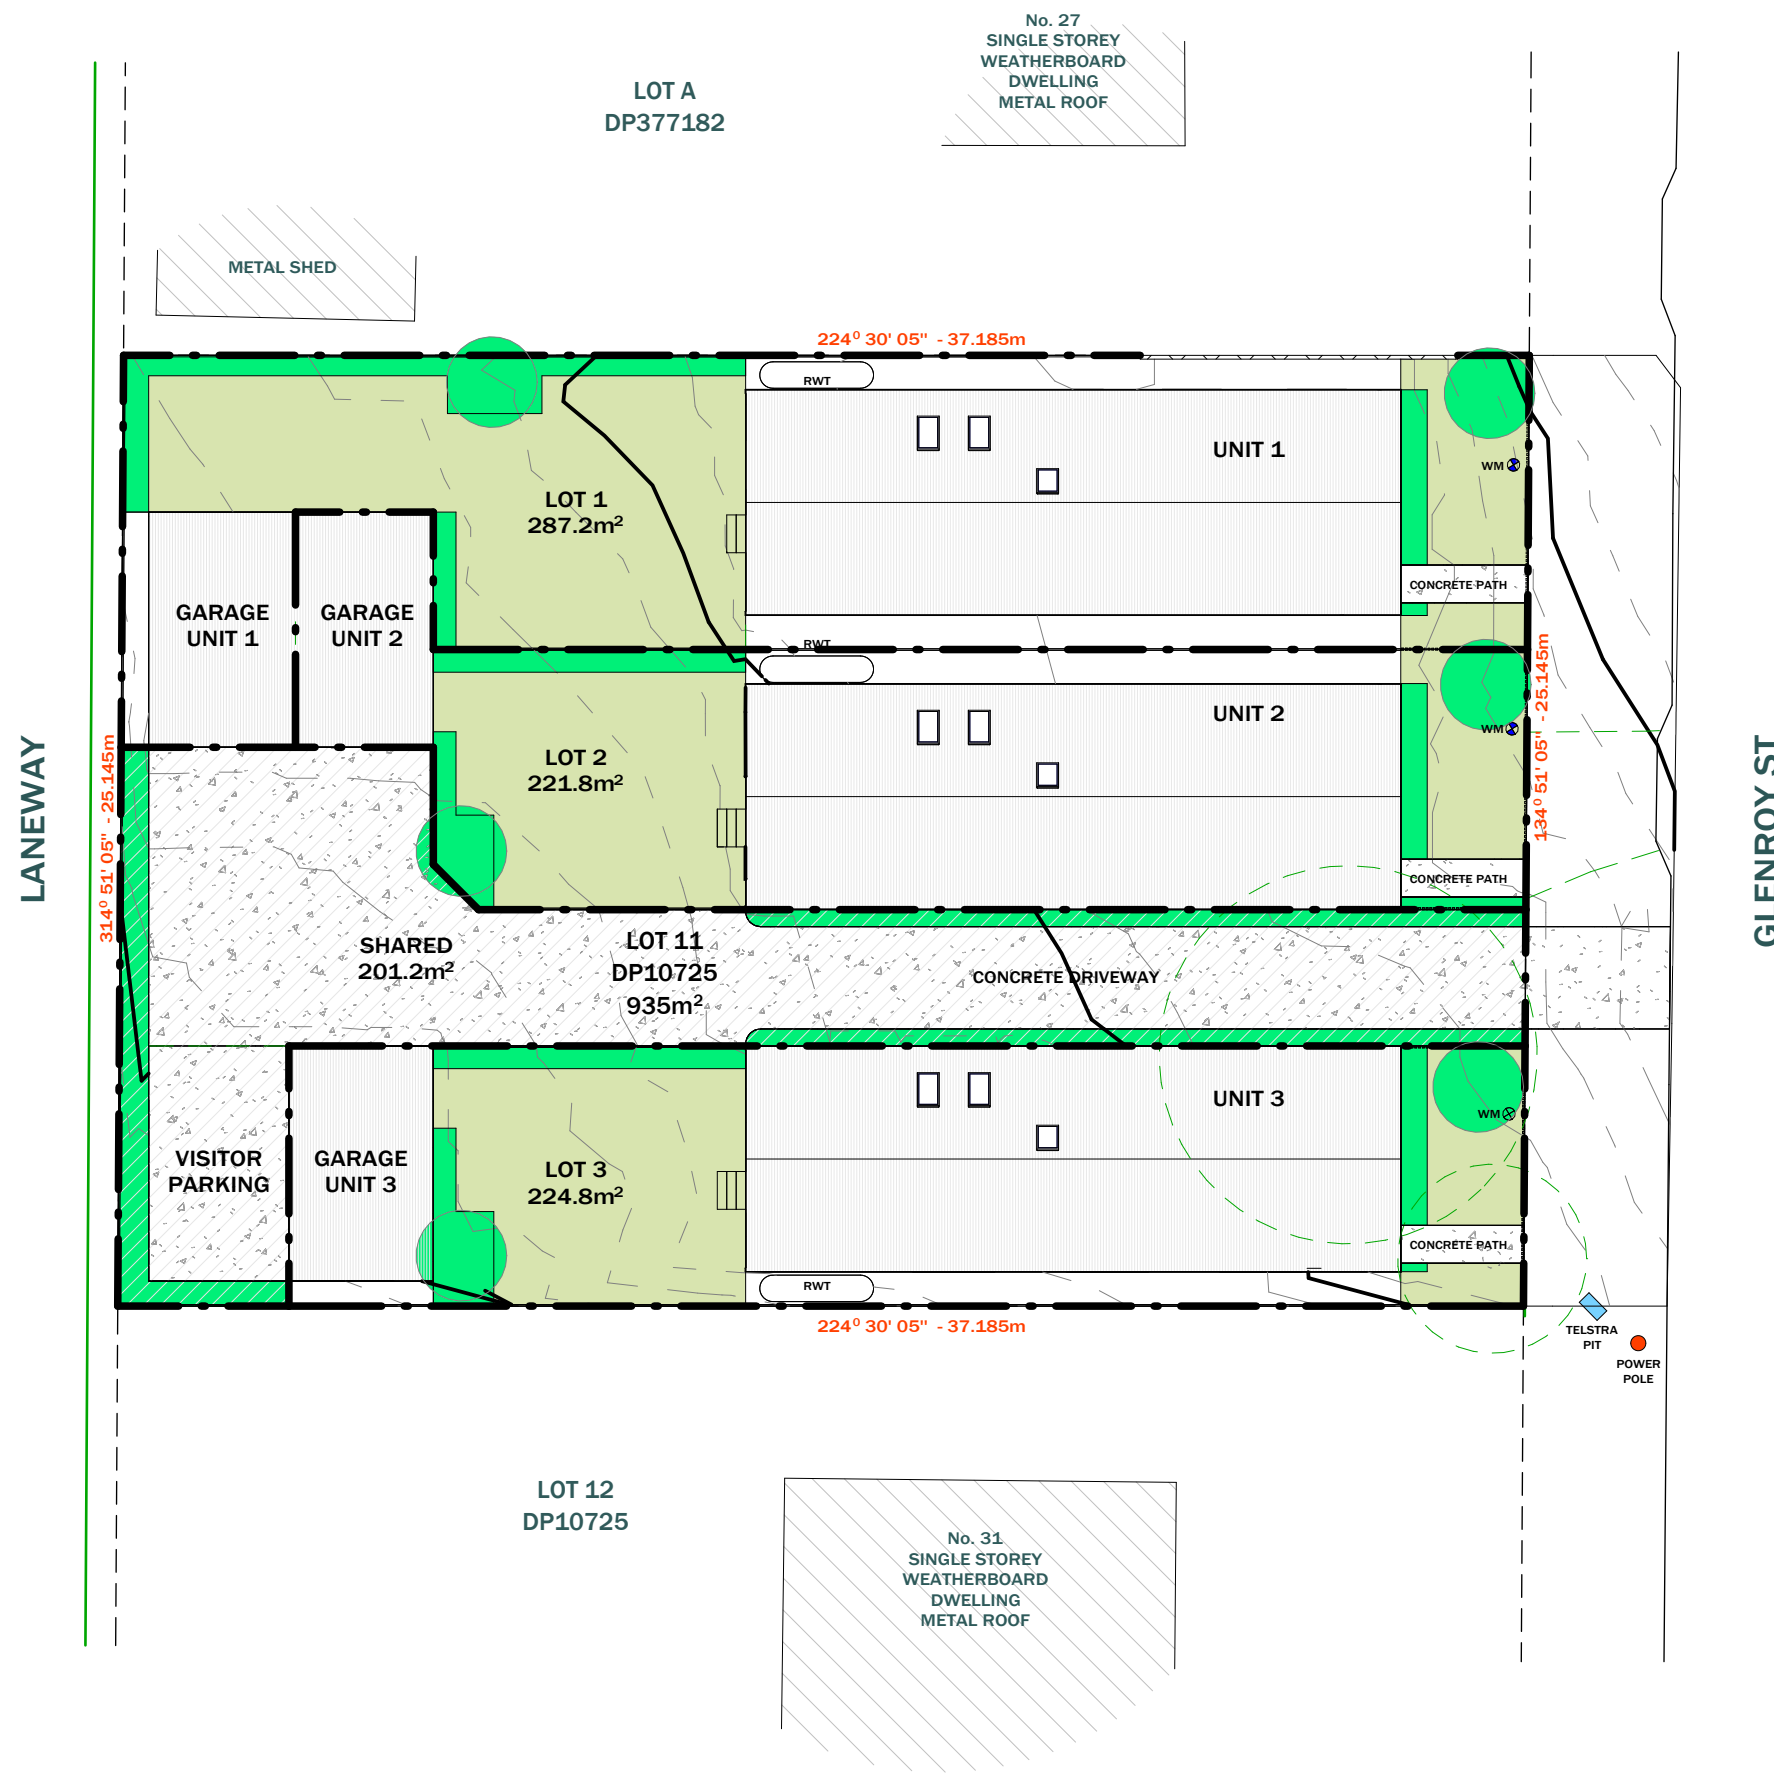 No. 27
SINGLE STOREY
WEATHERBOARD
DWELLING
METAL ROOF
LOT A
DP377182
METAL SHED
224⁰ 30' 05" - 37.185m
RWT
UNIT 1
WM
LOT 1
287.2m²
CONCRETE PATH
GARAGE
UNIT 1
GARAGE
UNIT 2
RWT
134⁰ 51' 05" - 25.145m
UNIT 2
WM
LOT 2
221.8m²
LANEWAY
314⁰ 51' 05" - 25.145m
GLENROY ST
CONCRETE PATH
SHARED
201.2m²
LOT 11
DP10725
935m²
CONCRETE DRIVEWAY
UNIT 3
WM
VISITOR
PARKING
GARAGE
UNIT 3
LOT 3
224.8m²
CONCRETE PATH
RWT
224⁰ 30' 05" - 37.185m
TELSTRA
PIT
POWER
POLE
LOT 12
DP10725
No. 31
SINGLE STOREY
WEATHERBOARD
DWELLING
METAL ROOF